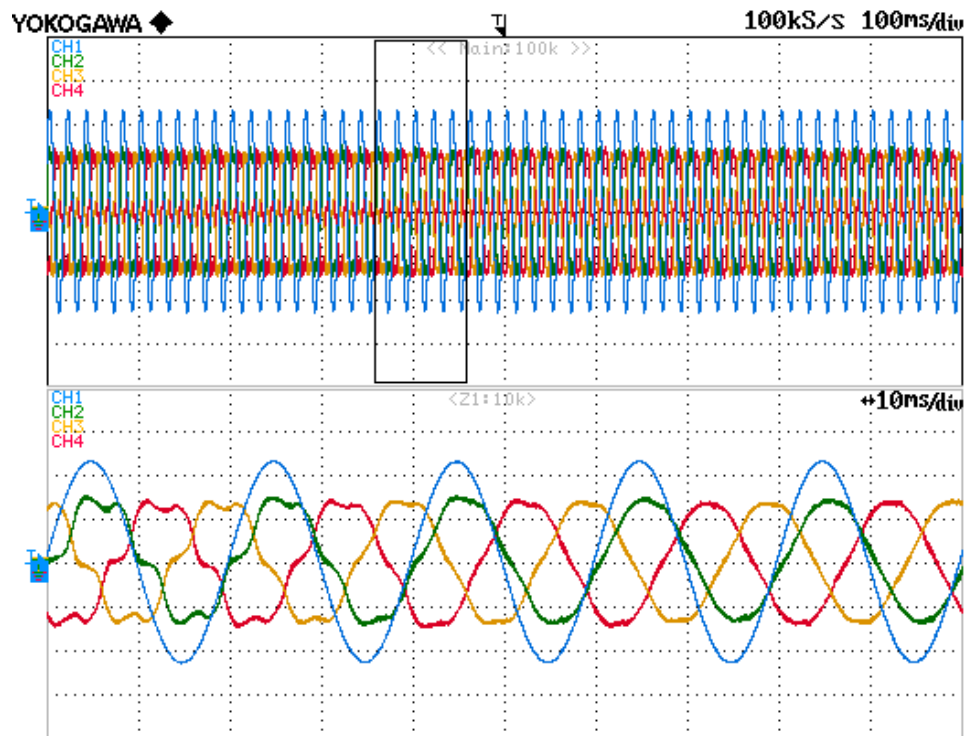 YOKOGAWA ◆ T 100kS/s 100ms/div
<< Main:100k >>
CH1
CH2
CH3
CH4
T
<Z1:10k> ↔10ms/div
CH1
CH2
CH3
CH4
T